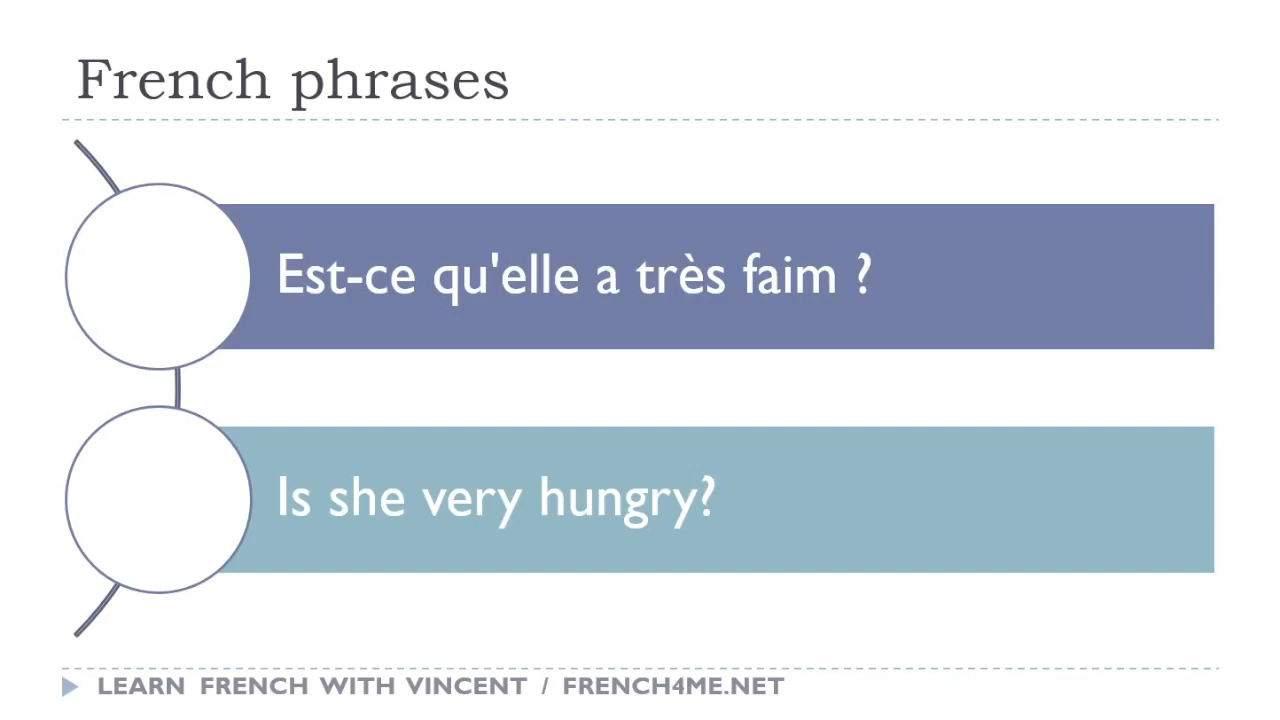 French phrases
Est-ce qu'elle a très faim ?
Is she very hungry?
LEARN FRENCH WITH VINCENT / FRENCH4ME.NET